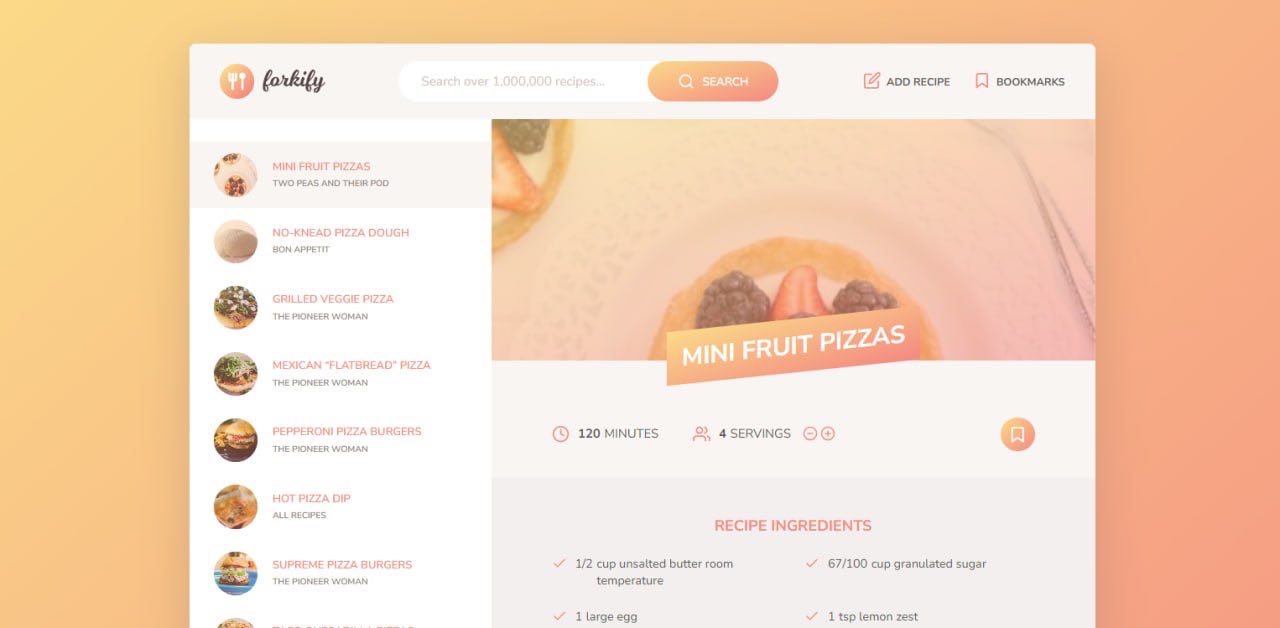 forkify
Search over 1,000,000 recipes...
SEARCH
ADD RECIPE
BOOKMARKS
MINI FRUIT PIZZAS
TWO PEAS AND THEIR POD
NO-KNEAD PIZZA DOUGH
BON APPETIT
GRILLED VEGGIE PIZZA
THE PIONEER WOMAN
MEXICAN “FLATBREAD” PIZZA
THE PIONEER WOMAN
PEPPERONI PIZZA BURGERS
THE PIONEER WOMAN
HOT PIZZA DIP
ALL RECIPES
SUPREME PIZZA BURGERS
THE PIONEER WOMAN
MINI FRUIT PIZZAS
120 MINUTES
4 SERVINGS
RECIPE INGREDIENTS
1/2 cup unsalted butter room
temperature
67/100 cup granulated sugar
1 large egg
1 tsp lemon zest